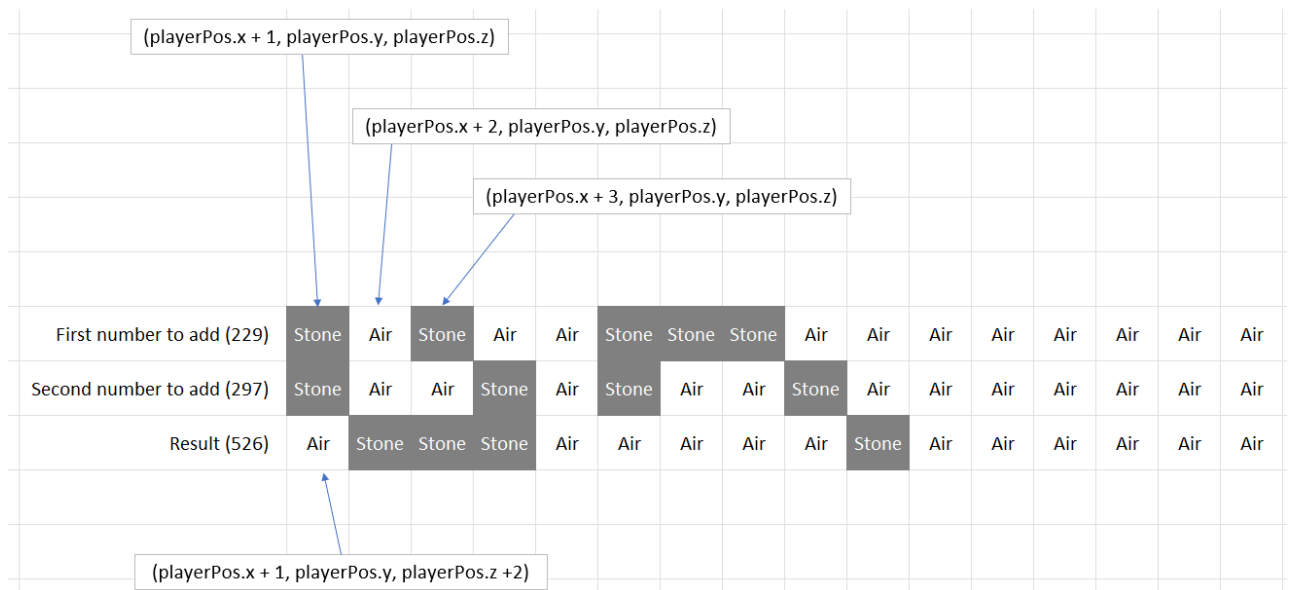 (playerPos.x + 1, playerPos.y, playerPos.z)
(playerPos.x + 2, playerPos.y, playerPos.z)
(playerPos.x + 3, playerPos.y, playerPos.z)
First number to add (229) Stone Air Stone Air Air Stone Stone Stone Air Air Air Air Air Air Air Air
Second number to add (297) Stone Air Air Stone Air Stone Air Air Stone Air Air Air Air Air Air Air
Result (526) Air Stone Stone Stone Air Air Air Air Air Stone Air Air Air Air Air Air
(playerPos.x + 1, playerPos.y, playerPos.z +2)